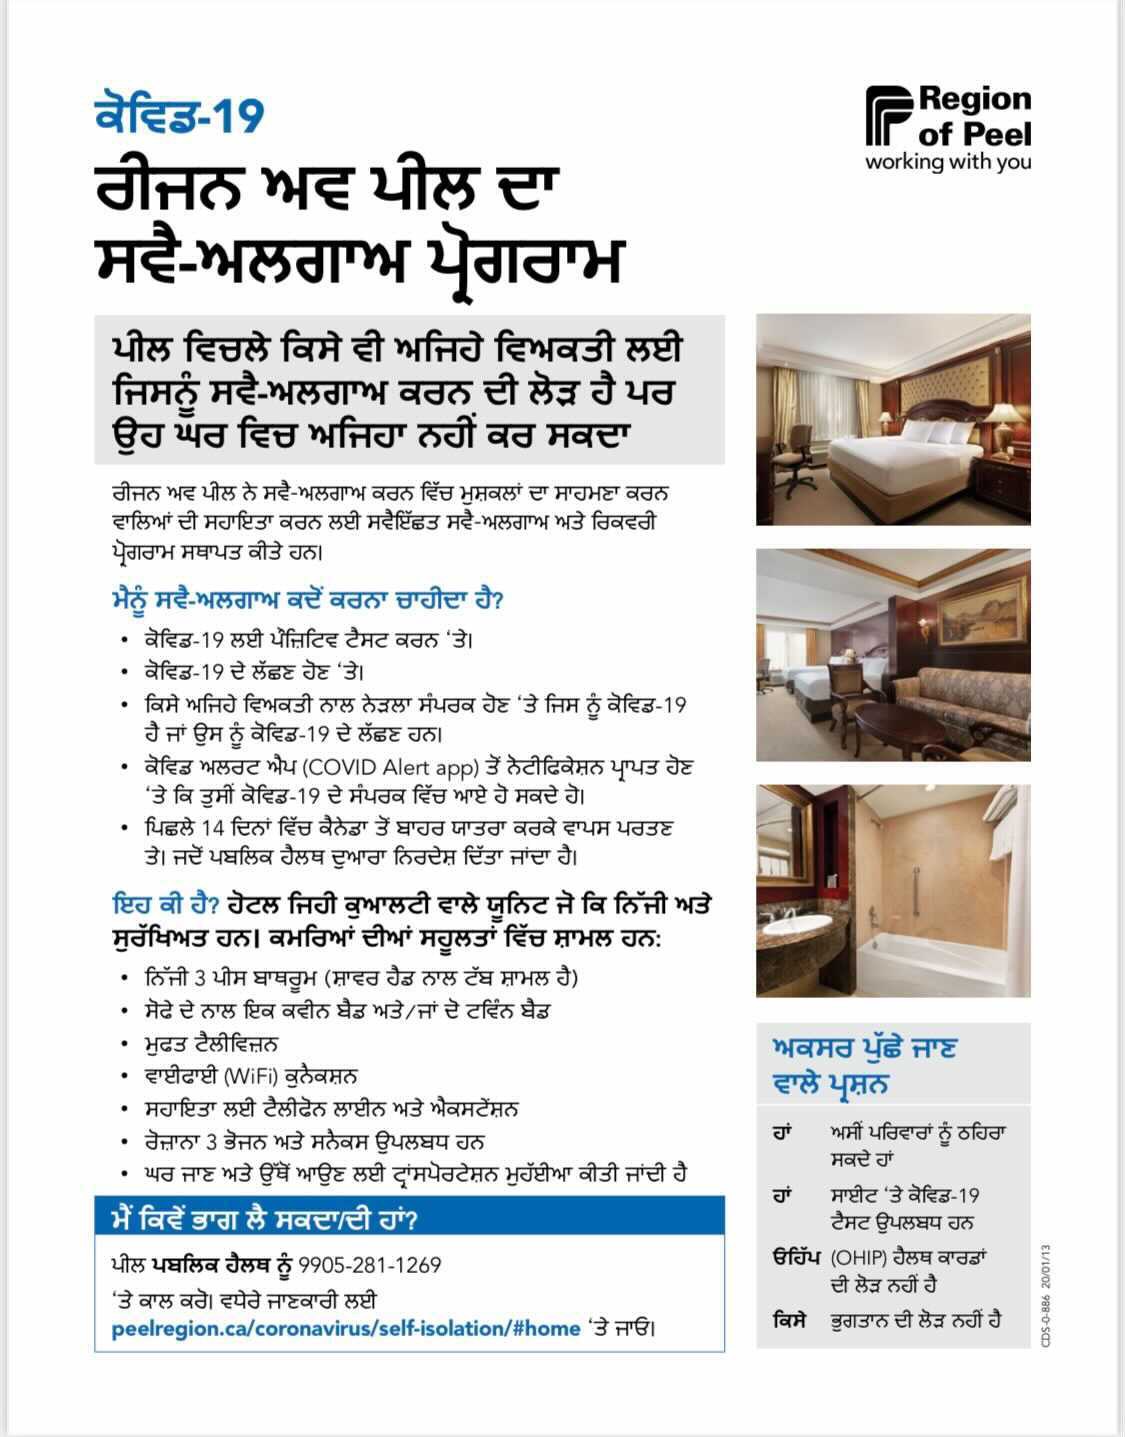 ਕੋਵਿਡ-19
Region
of Peel
working with you
ਰੀਜਨ ਅਵ ਪੀਲ ਦਾ
ਸਵੈ-ਅਲਗਾਅ ਪ੍ਰੋਗਰਾਮ
ਪੀਲ ਵਿਚਲੇ ਕਿਸੇ ਵੀ ਅਜਿਹੇ ਵਿਅਕਤੀ ਲਈ
ਜਿਸਨੂੰ ਸਵੈ-ਅਲਗਾਅ ਕਰਨ ਦੀ ਲੋੜ ਹੈ ਪਰ
ਉਹ ਘਰ ਵਿਚ ਅਜਿਹਾ ਨਹੀਂ ਕਰ ਸਕਦਾ
ਰੀਜਨ ਅਵ ਪੀਲ ਨੇ ਸਵੈ-ਅਲਗਾਅ ਕਰਨ ਵਿੱਚ ਮੁਸ਼ਕਲਾਂ ਦਾ ਸਾਹਮਣਾ ਕਰਨ
ਵਾਲਿਆਂ ਦੀ ਸਹਾਇਤਾ ਕਰਨ ਲਈ ਸਵੈਇੱਛਤ ਸਵੈ-ਅਲਗਾਅ ਅਤੇ ਰਿਕਵਰੀ
ਪ੍ਰੋਗਰਾਮ ਸਥਾਪਤ ਕੀਤੇ ਹਨ।
ਮੈਨੂੰ ਸਵੈ-ਅਲਗਾਅ ਕਦੋਂ ਕਰਨਾ ਚਾਹੀਦਾ ਹੈ?
• ਕੋਵਿਡ-19 ਲਈ ਪੌਜ਼ਿਟਿਵ ਟੈਸਟ ਕਰਨ ‘ਤੇ।
• ਕੋਵਿਡ-19 ਦੇ ਲੱਛਣ ਹੋਣ ‘ਤੇ।
• ਕਿਸੇ ਅਜਿਹੇ ਵਿਅਕਤੀ ਨਾਲ ਨੇੜਲਾ ਸੰਪਰਕ ਹੋਣ ‘ਤੇ ਜਿਸ ਨੂੰ ਕੋਵਿਡ-19
ਹੈ ਜਾਂ ਉਸ ਨੂੰ ਕੋਵਿਡ-19 ਦੇ ਲੱਛਣ ਹਨ।
• ਕੋਵਿਡ ਅਲਰਟ ਐਪ (COVID Alert app) ਤੋਂ ਨੋਟੀਫਿਕੇਸ਼ਨ ਪ੍ਰਾਪਤ ਹੋਣ
‘ਤੇ ਕਿ ਤੁਸੀਂ ਕੋਵਿਡ-19 ਦੇ ਸੰਪਰਕ ਵਿੱਚ ਆਏ ਹੋ ਸਕਦੇ ਹੋ।
• ਪਿਛਲੇ 14 ਦਿਨਾਂ ਵਿੱਚ ਕੈਨੇਡਾ ਤੋਂ ਬਾਹਰ ਯਾਤਰਾ ਕਰਕੇ ਵਾਪਸ ਪਰਤਣ
ਤੇ। ਜਦੋਂ ਪਬਲਿਕ ਹੈਲਥ ਦੁਆਰਾ ਨਿਰਦੇਸ਼ ਦਿੱਤਾ ਜਾਂਦਾ ਹੈ।
ਇਹ ਕੀ ਹੈ? ਹੋਟਲ ਜਿਹੀ ਕੁਆਲਟੀ ਵਾਲੇ ਯੂਨਿਟ ਜੋ ਕਿ ਨਿੱਜੀ ਅਤੇ
ਸੁਰੱਖਿਅਤ ਹਨ। ਕਮਰਿਆਂ ਦੀਆਂ ਸਹੂਲਤਾਂ ਵਿੱਚ ਸ਼ਾਮਲ ਹਨ:
• ਨਿੱਜੀ 3 ਪੀਸ ਬਾਥਰੂਮ (ਸ਼ਾਵਰ ਹੈਡ ਨਾਲ ਟੱਬ ਸ਼ਾਮਲ ਹੈ)
• ਸੋਫੇ ਦੇ ਨਾਲ ਇਕ ਕਵੀਨ ਬੈਡ ਅਤੇ/ਜਾਂ ਦੋ ਟਵਿੰਨ ਬੈਡ
• ਮੁਫਤ ਟੈਲੀਵਿਜ਼ਨ
• ਵਾਈਫਾਈ (WiFi) ਕੁਨੈਕਸ਼ਨ
• ਸਹਾਇਤਾ ਲਈ ਟੈਲੀਫੋਨ ਲਾਈਨ ਅਤੇ ਐਕਸਟੇਂਸ਼ਨ
• ਰੋਜ਼ਾਨਾ 3 ਭੋਜਨ ਅਤੇ ਸਨੈਕਸ ਉਪਲਬਧ ਹਨ
• ਘਰ ਜਾਣ ਅਤੇ ਉੱਥੋਂ ਆਉਣ ਲਈ ਟ੍ਰਾਂਸਪੋਰਟੇਸ਼ਨ ਮੁਹੱਈਆ ਕੀਤੀ ਜਾਂਦੀ ਹੈ
ਮੈਂ ਕਿਵੇਂ ਭਾਗ ਲੈ ਸਕਦਾ/ਦੀ ਹਾਂ?
ਪੀਲ ਪਬਲਿਕ ਹੈਲਥ ਨੂੰ 9905-281-1269
‘ਤੇ ਕਾਲ ਕਰੋ। ਵਧੇਰੇ ਜਾਣਕਾਰੀ ਲਈ
peelregion.ca/coronavirus/self-isolation/#home ‘ਤੇ ਜਾਓ।
ਅਕਸਰ ਪੁੱਛੇ ਜਾਣ
ਵਾਲੇ ਪ੍ਰਸ਼ਨ
ਹਾਂ ਅਸੀਂ ਪਰਿਵਾਰਾਂ ਨੂੰ ਠਹਿਰਾ
ਸਕਦੇ ਹਾਂ
ਹਾਂ ਸਾਈਟ ‘ਤੇ ਕੋਵਿਡ-19
ਟੈਸਟ ਉਪਲਬਧ ਹਨ
ਓਹਿੱਪ (OHIP) ਹੈਲਥ ਕਾਰਡਾਂ
ਦੀ ਲੋੜ ਨਹੀਂ ਹੈ
ਕਿਸੇ ਭੁਗਤਾਨ ਦੀ ਲੋੜ ਨਹੀਂ ਹੈ
CDS-0-886 20/01/13